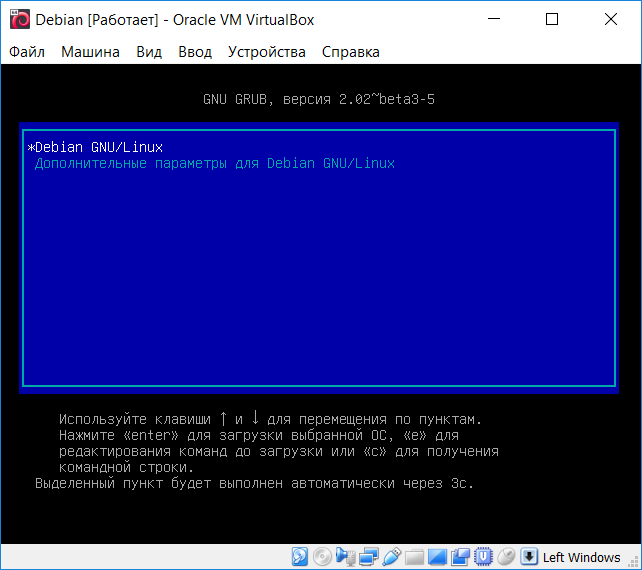 Debian [Работает] - Oracle VM VirtualBox
Файл Машина Вид Ввод Устройства Справка
GNU GRUB, версия 2.02~beta3-5
*Debian GNU/Linux
Дополнительные параметры для Debian GNU/Linux
Используйте клавиши ↑ и ↓ для перемещения по пунктам.
Нажмите «enter» для загрузки выбранной ОС, «e» для
редактирования команд до загрузки или «c» для получения
командной строки.
Выделенный пункт будет выполнен автоматически через 3с.
Left Windows